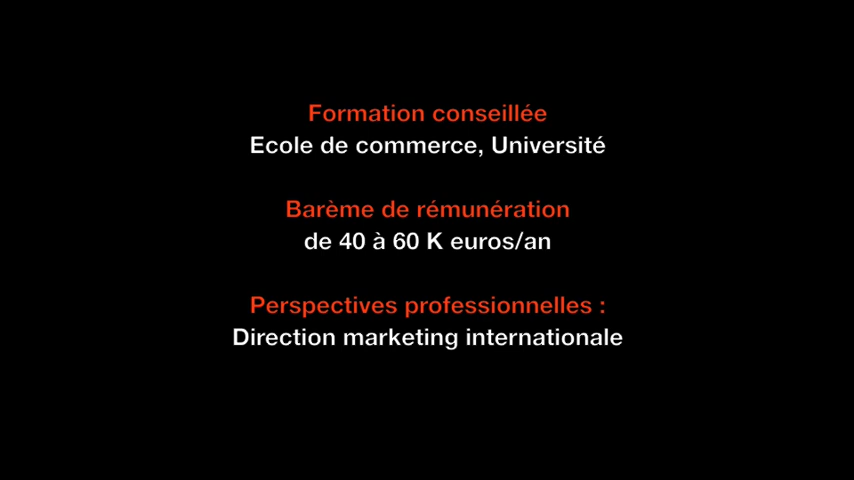 Formation conseillée
Ecole de commerce, Université
Barème de rémunération
de 40 à 60 K euros/an
Perspectives professionnelles :
Direction marketing internationale